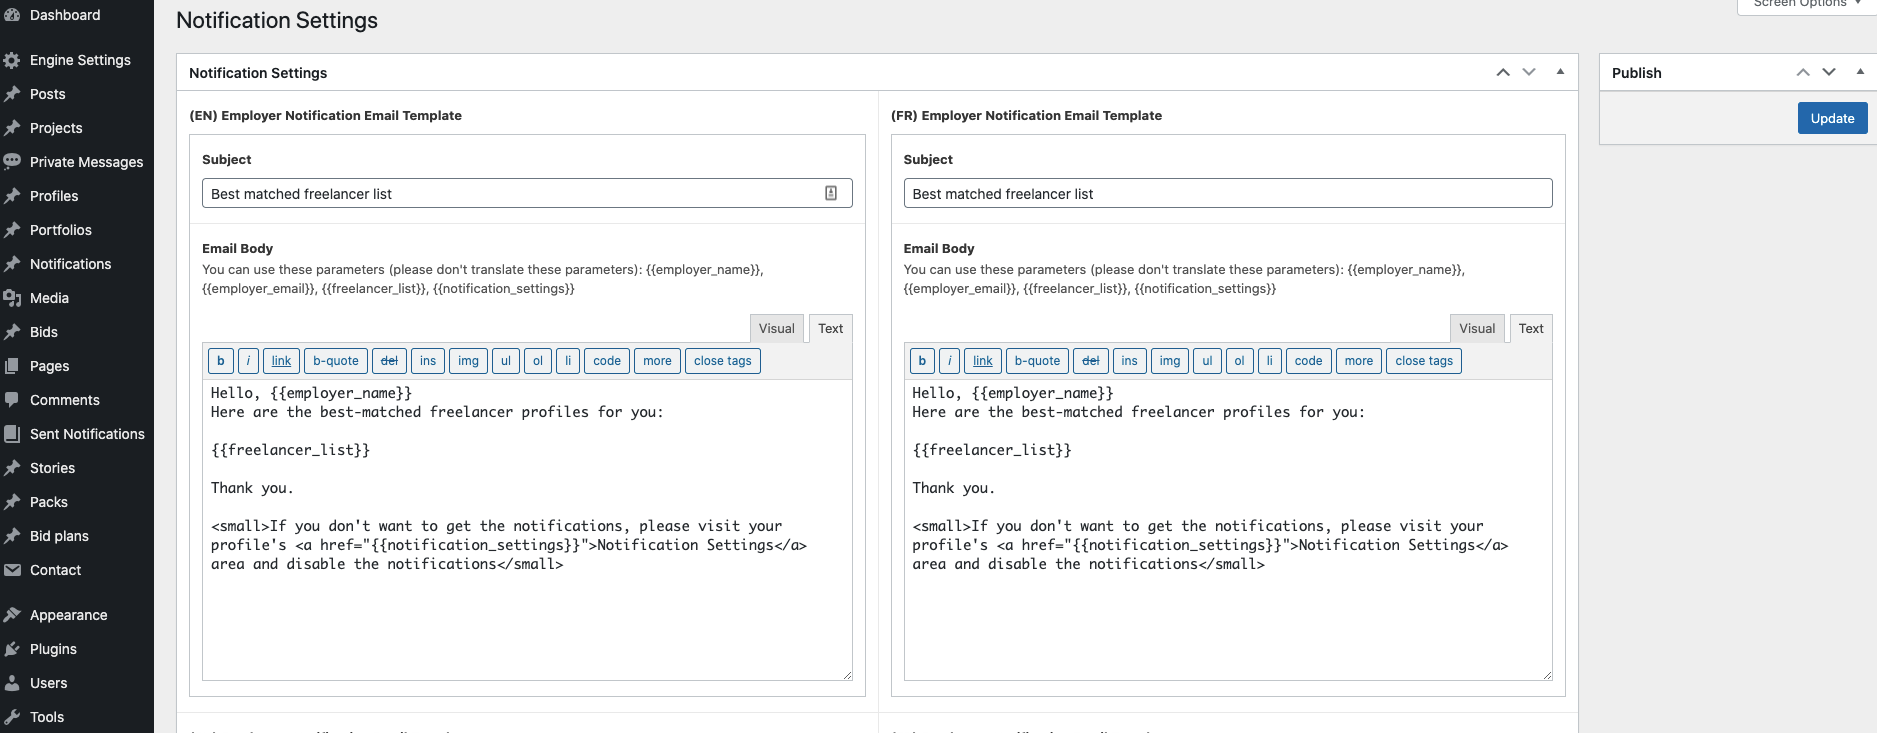 Dashboard
Engine Settings
Posts
Projects
Private Messages
Profiles
Portfolios
Notifications
Media
Bids
Pages
Comments
Sent Notifications
Stories
Packs
Bid plans
Contact
Appearance
Plugins
Users
Tools
Screen Options
Notification Settings
Notification Settings
(EN) Employer Notification Email Template
Subject
Best matched freelancer list
Email Body
You can use these parameters (please don't translate these parameters): {{employer_name}},
{{employer_email}}, {{freelancer_list}}, {{notification_settings}}
Visual Text
b i link b-quote del ins img ul ol li code more close tags
Hello, {{employer_name}}
Here are the best-matched freelancer profiles for you:
{{freelancer_list}}
Thank you.
<small>If you don't want to get the notifications, please visit your
profile's <a href="{{notification_settings}}">Notification Settings</a>
area and disable the notifications</small>
(FR) Employer Notification Email Template
Subject
Best matched freelancer list
Email Body
You can use these parameters (please don't translate these parameters): {{employer_name}},
{{employer_email}}, {{freelancer_list}}, {{notification_settings}}
Visual Text
b i link b-quote del ins img ul ol li code more close tags
Hello, {{employer_name}}
Here are the best-matched freelancer profiles for you:
{{freelancer_list}}
Thank you.
<small>If you don't want to get the notifications, please visit your
profile's <a href="{{notification_settings}}">Notification Settings</a>
area and disable the notifications</small>
Publish
Update